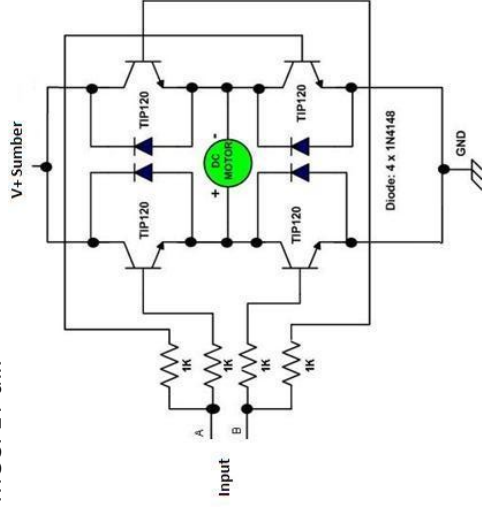 V+ Sumber
TIP120
TIP120
DC
MOTOR
+
-
TIP120
TIP120
A
B
Input
1K
1K
1K
1K
Diode: 4 x 1N4148
GND